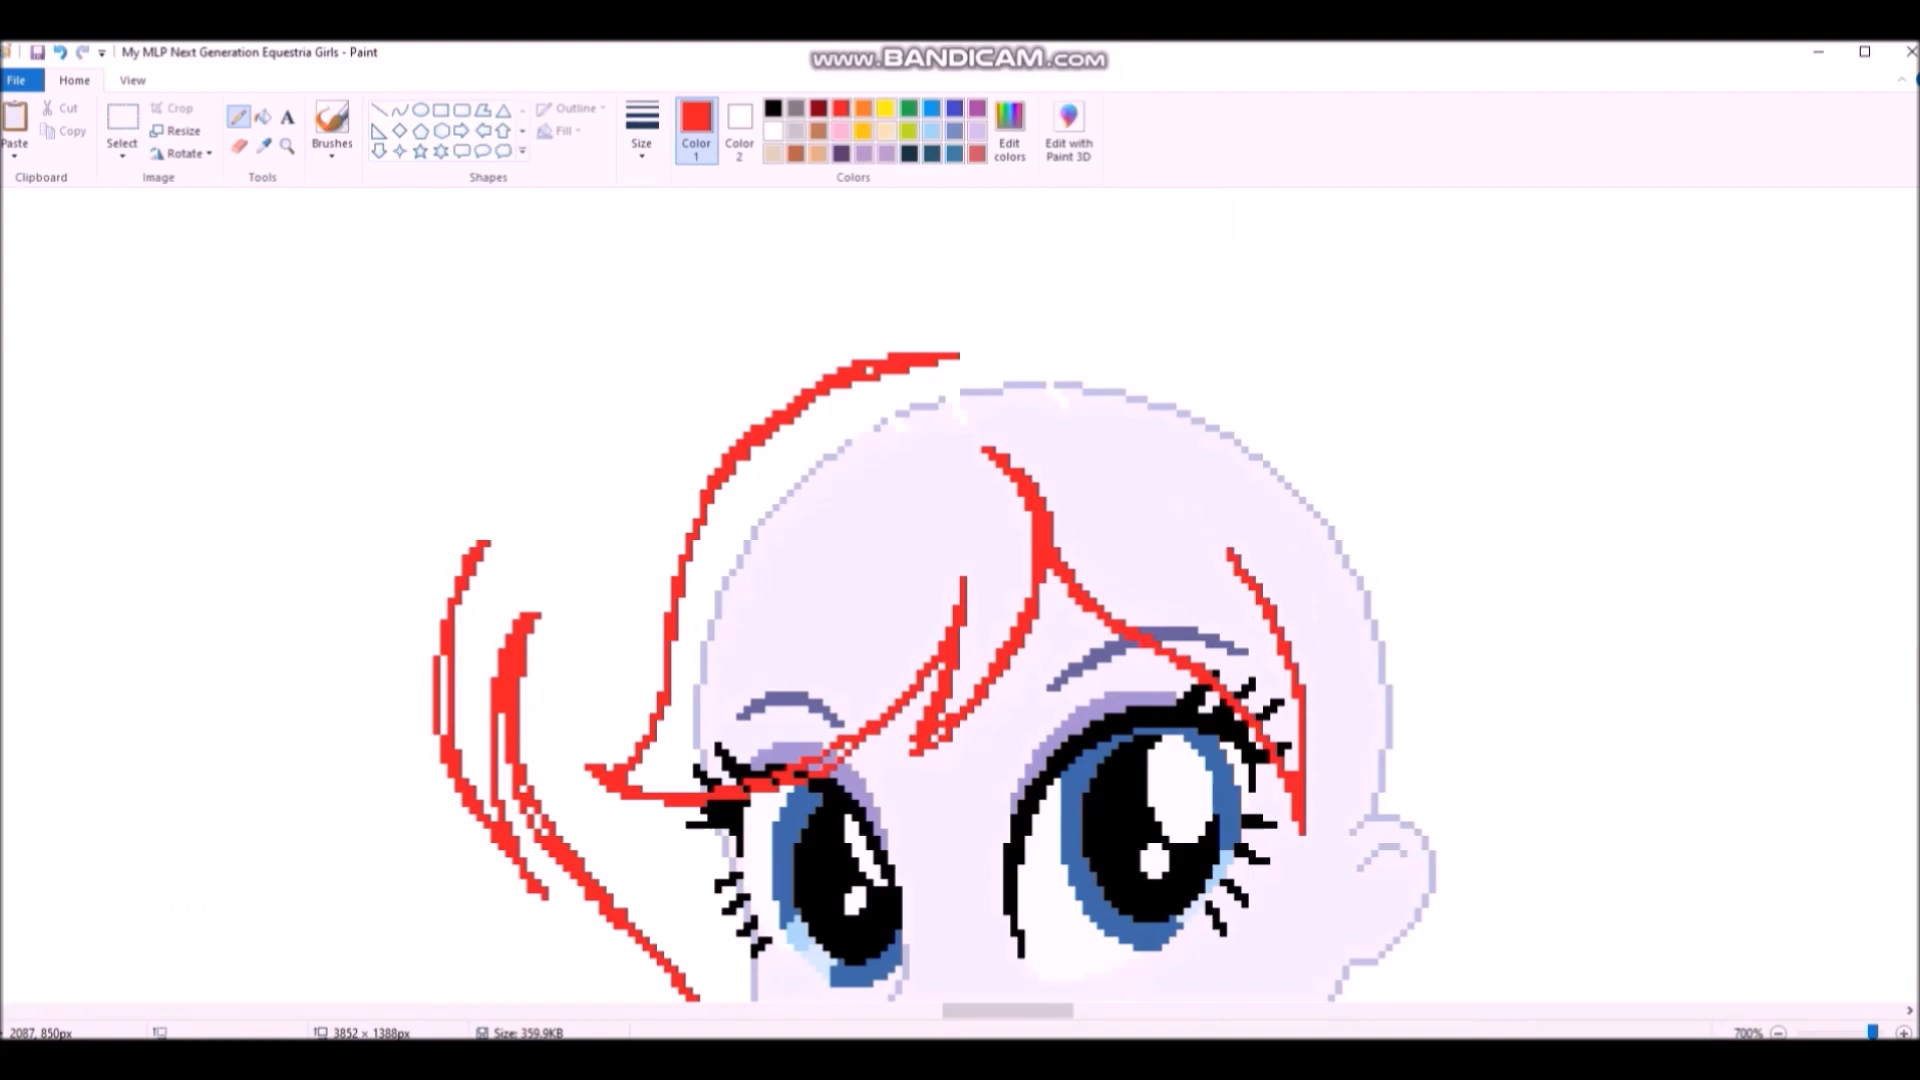 My MLP Next Generation Equestria Girls - Paint
www.BANDICAM.com
File Home View
Paste
Cut
Copy
Clipboard
Select
Crop
Resize
Rotate
Image
A
Tools
Brushes
Shapes
Outline
Fill
Size
Color
1
Color
2
Edit
colors
Edit with
Paint 3D
Colors
2087, 850px
3852 × 1388px
Size: 359.9KB
700%